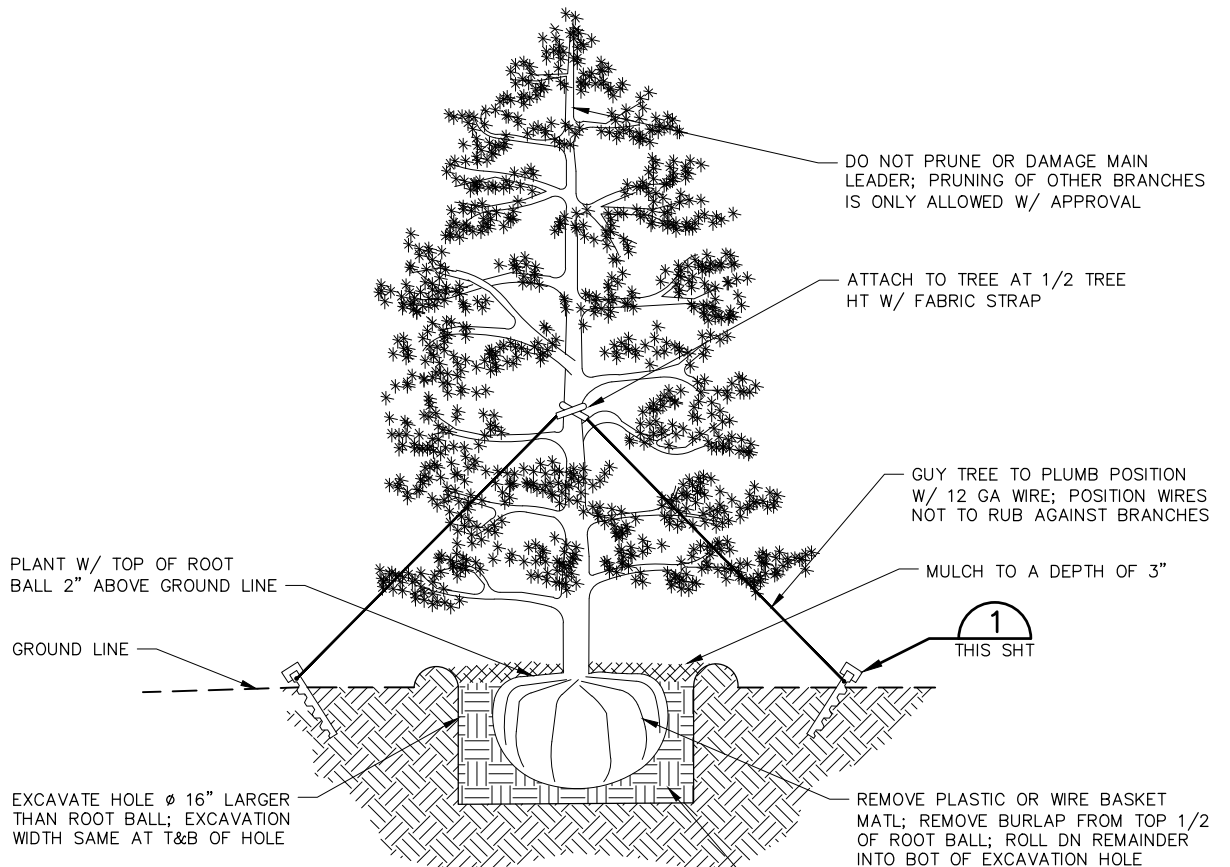 DO NOT PRUNE OR DAMAGE MAIN
LEADER; PRUNING OF OTHER BRANCHES
IS ONLY ALLOWED W/ APPROVAL
ATTACH TO TREE AT 1/2 TREE
HT W/ FABRIC STRAP
GUY TREE TO PLUMB POSITION
W/ 12 GA WIRE; POSITION WIRES
NOT TO RUB AGAINST BRANCHES
PLANT W/ TOP OF ROOT
BALL 2" ABOVE GROUND LINE
MULCH TO A DEPTH OF 3"
1
THIS SHT
GROUND LINE
EXCAVATE HOLE ø 16" LARGER
THAN ROOT BALL; EXCAVATION
WIDTH SAME AT T&B OF HOLE
REMOVE PLASTIC OR WIRE BASKET
MATL; REMOVE BURLAP FROM TOP 1/2
OF ROOT BALL; ROLL DN REMAINDER
INTO BOT OF EXCAVATION HOLE